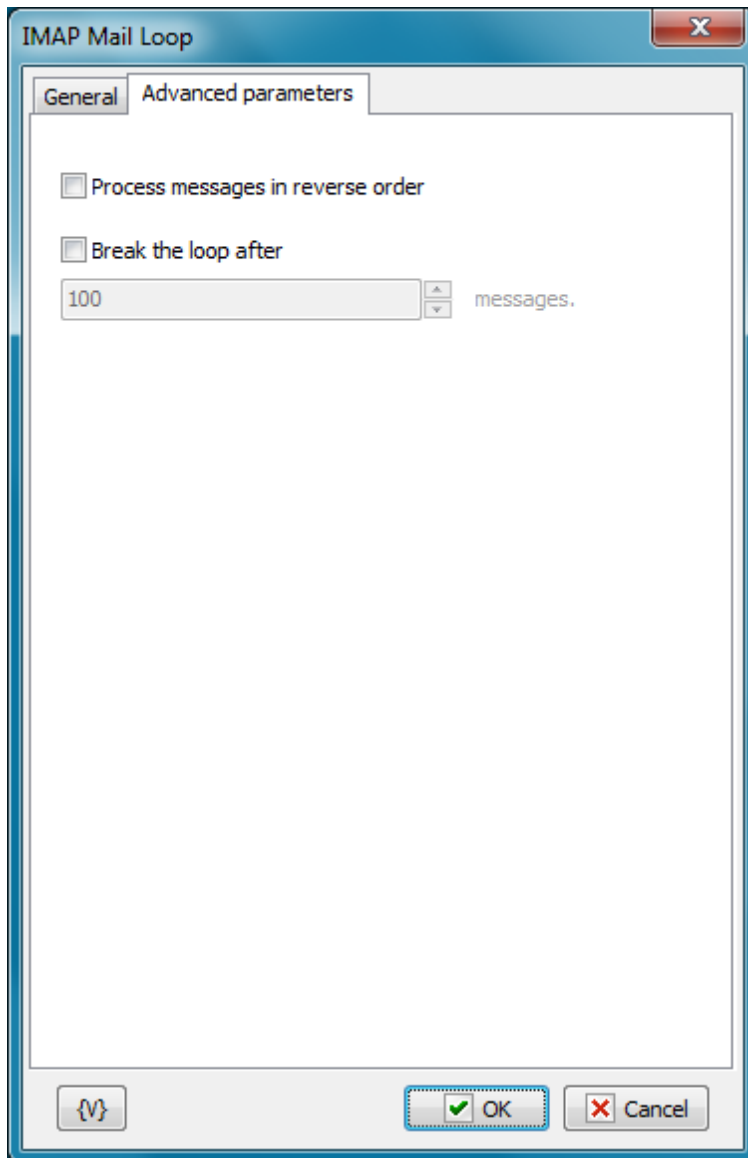 IMAP Mail Loop
General Advanced parameters
Process messages in reverse order
Break the loop after
100 messages.
{V} OK Cancel